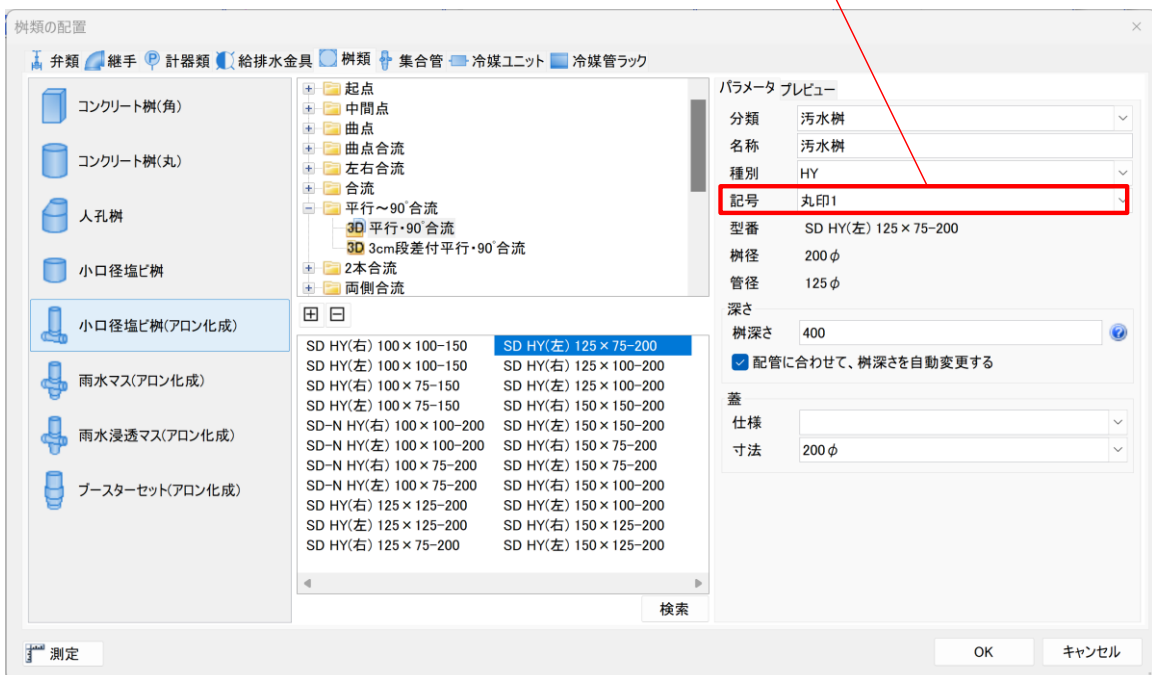 桝類の配置
弁類 継手 計器類 給排水金具 桝類 集合管 冷媒ユニット 冷媒管ラック
コンクリート桝(角)
コンクリート桝(丸)
人孔桝
小口径塩ビ桝
小口径塩ビ桝(アロン化成)
雨水マス(アロン化成)
雨水浸透マス(アロン化成)
ブースターセット(アロン化成)
起点
中間点
曲点
曲点合流
左右合流
合流
平行～90°合流
3D 平行・90°合流
3D 3cm段差付平行・90°合流
2本合流
両側合流
SD HY(右) 100×100-150
SD HY(左) 100×100-150
SD HY(右) 100×75-150
SD HY(左) 100×75-150
SD-N HY(右) 100×100-200
SD-N HY(左) 100×100-200
SD-N HY(右) 100×75-200
SD-N HY(左) 100×75-200
SD HY(右) 125×125-200
SD HY(左) 125×125-200
SD HY(右) 125×75-200
SD HY(左) 125×75-200
SD HY(右) 125×100-200
SD HY(左) 125×100-200
SD HY(右) 150×150-200
SD HY(左) 150×150-200
SD HY(右) 150×75-200
SD HY(左) 150×75-200
SD HY(右) 150×100-200
SD HY(左) 150×100-200
SD HY(右) 150×125-200
SD HY(左) 150×125-200
検索
パラメータ プレビュー
分類 汚水桝
名称 汚水桝
種別 HY
記号 丸印1
型番 SD HY(左) 125×75-200
桝径 200φ
管径 125φ
深さ
桝深さ 400
配管に合わせて、桝深さを自動変更する
蓋
仕様
寸法 200φ
測定
OK キャンセル